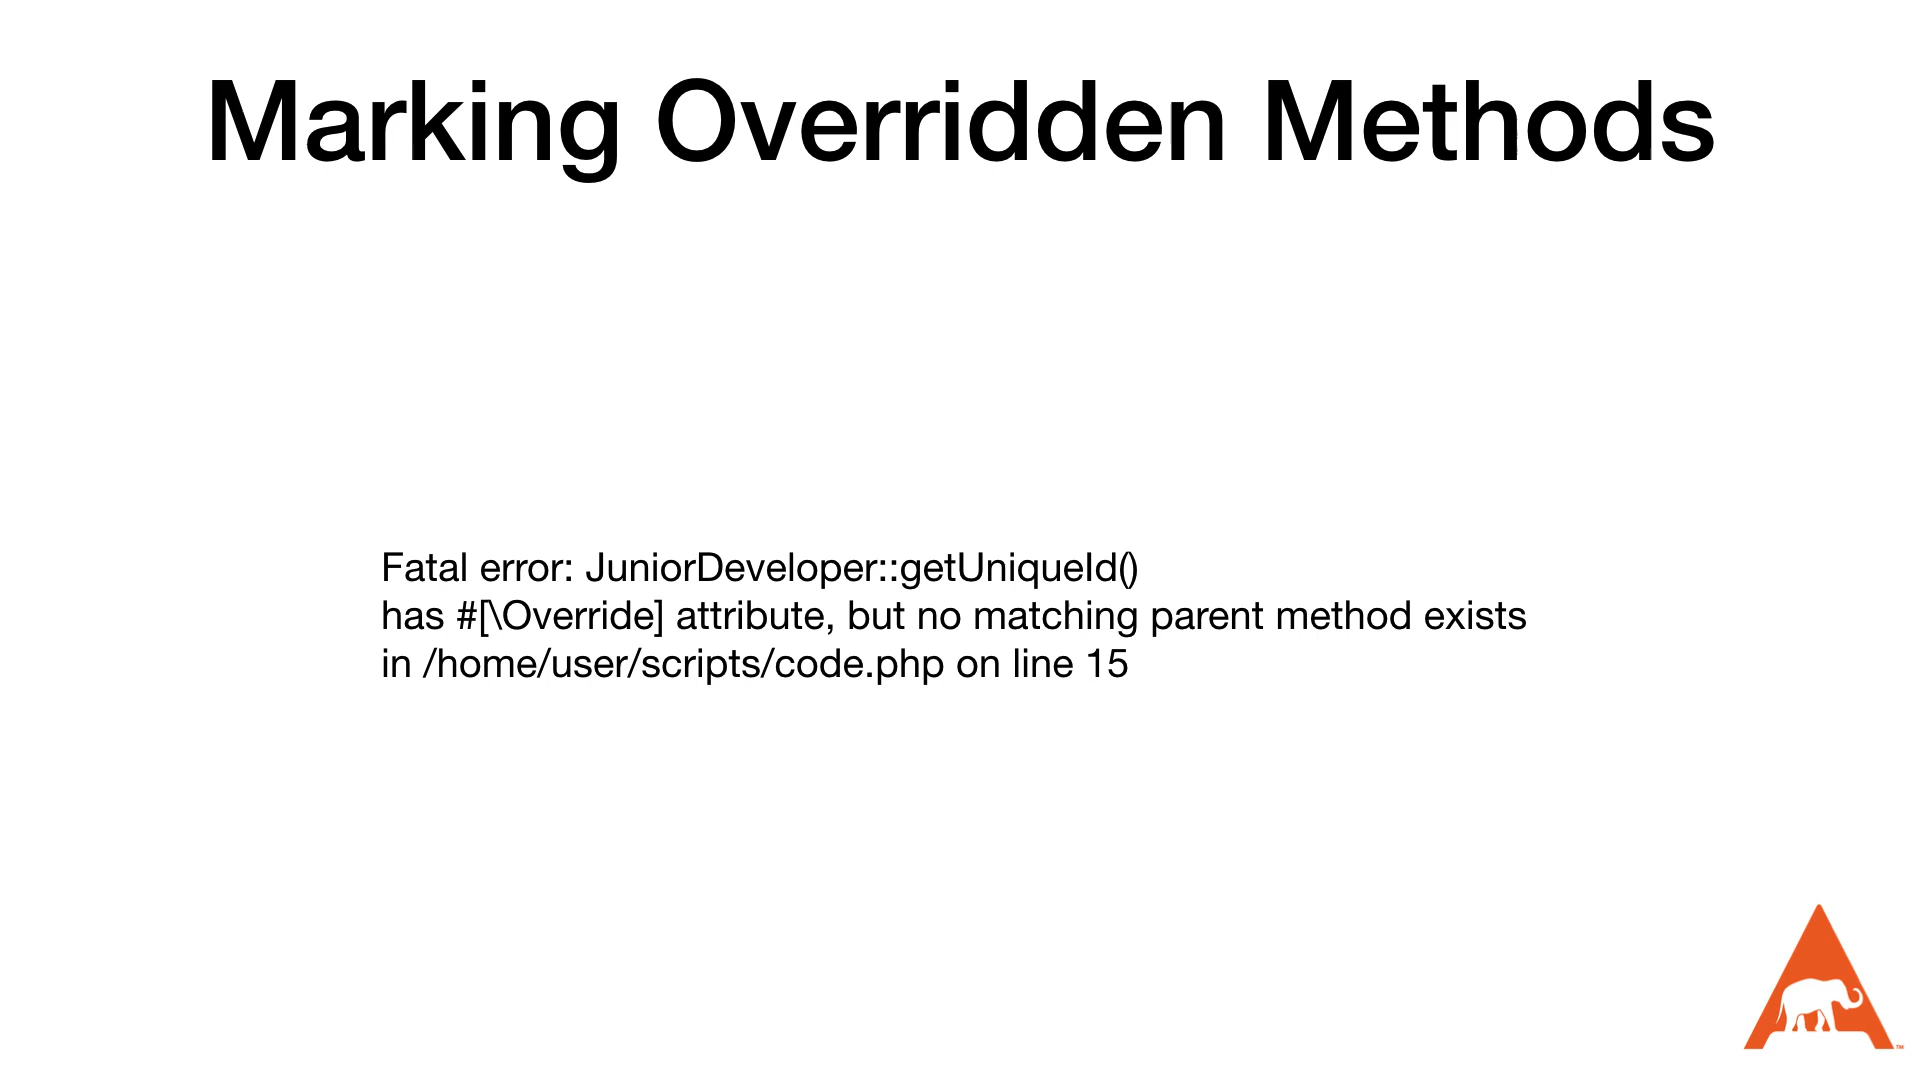 Marking Overridden Methods
Fatal error: JuniorDeveloper::getUniqueId()
has #[\Override] attribute, but no matching parent method exists
in /home/user/scripts/code.php on line 15
™